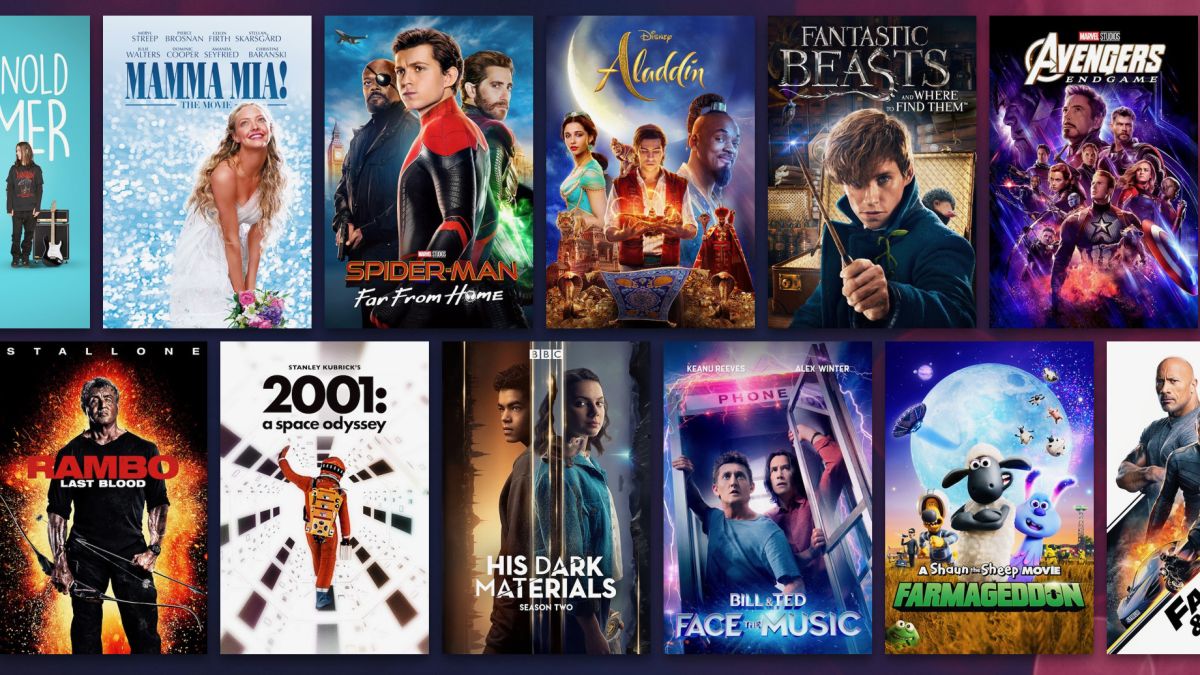 NOLD
MER
MERYL STREEP PIERCE BROSNAN COLIN FIRTH STELLAN SKARSGÅRD
JULIE WALTERS DOMINIC COOPER AMANDA SEYFRIED CHRISTINE BARANSKI
MAMMA MIA!
THE MOVIE
MARVEL STUDIOS
SPIDER-MAN
Far From Home
Disney
Aladdin
FANTASTIC
BEASTS
AND WHERE
TO FIND THEM™
MARVEL STUDIOS
AVENGERS
ENDGAME
STALLONE
RAMBO
LAST BLOOD
STANLEY KUBRICK'S
2001:
a space odyssey
BBC
HIS DARK
MATERIALS
SEASON TWO
KEANU REEVES ALEX WINTER
PHONE
BILL & TED
FACE THE MUSIC
A Shaun the Sheep MOVIE
FARMAGEDDON
FA
&